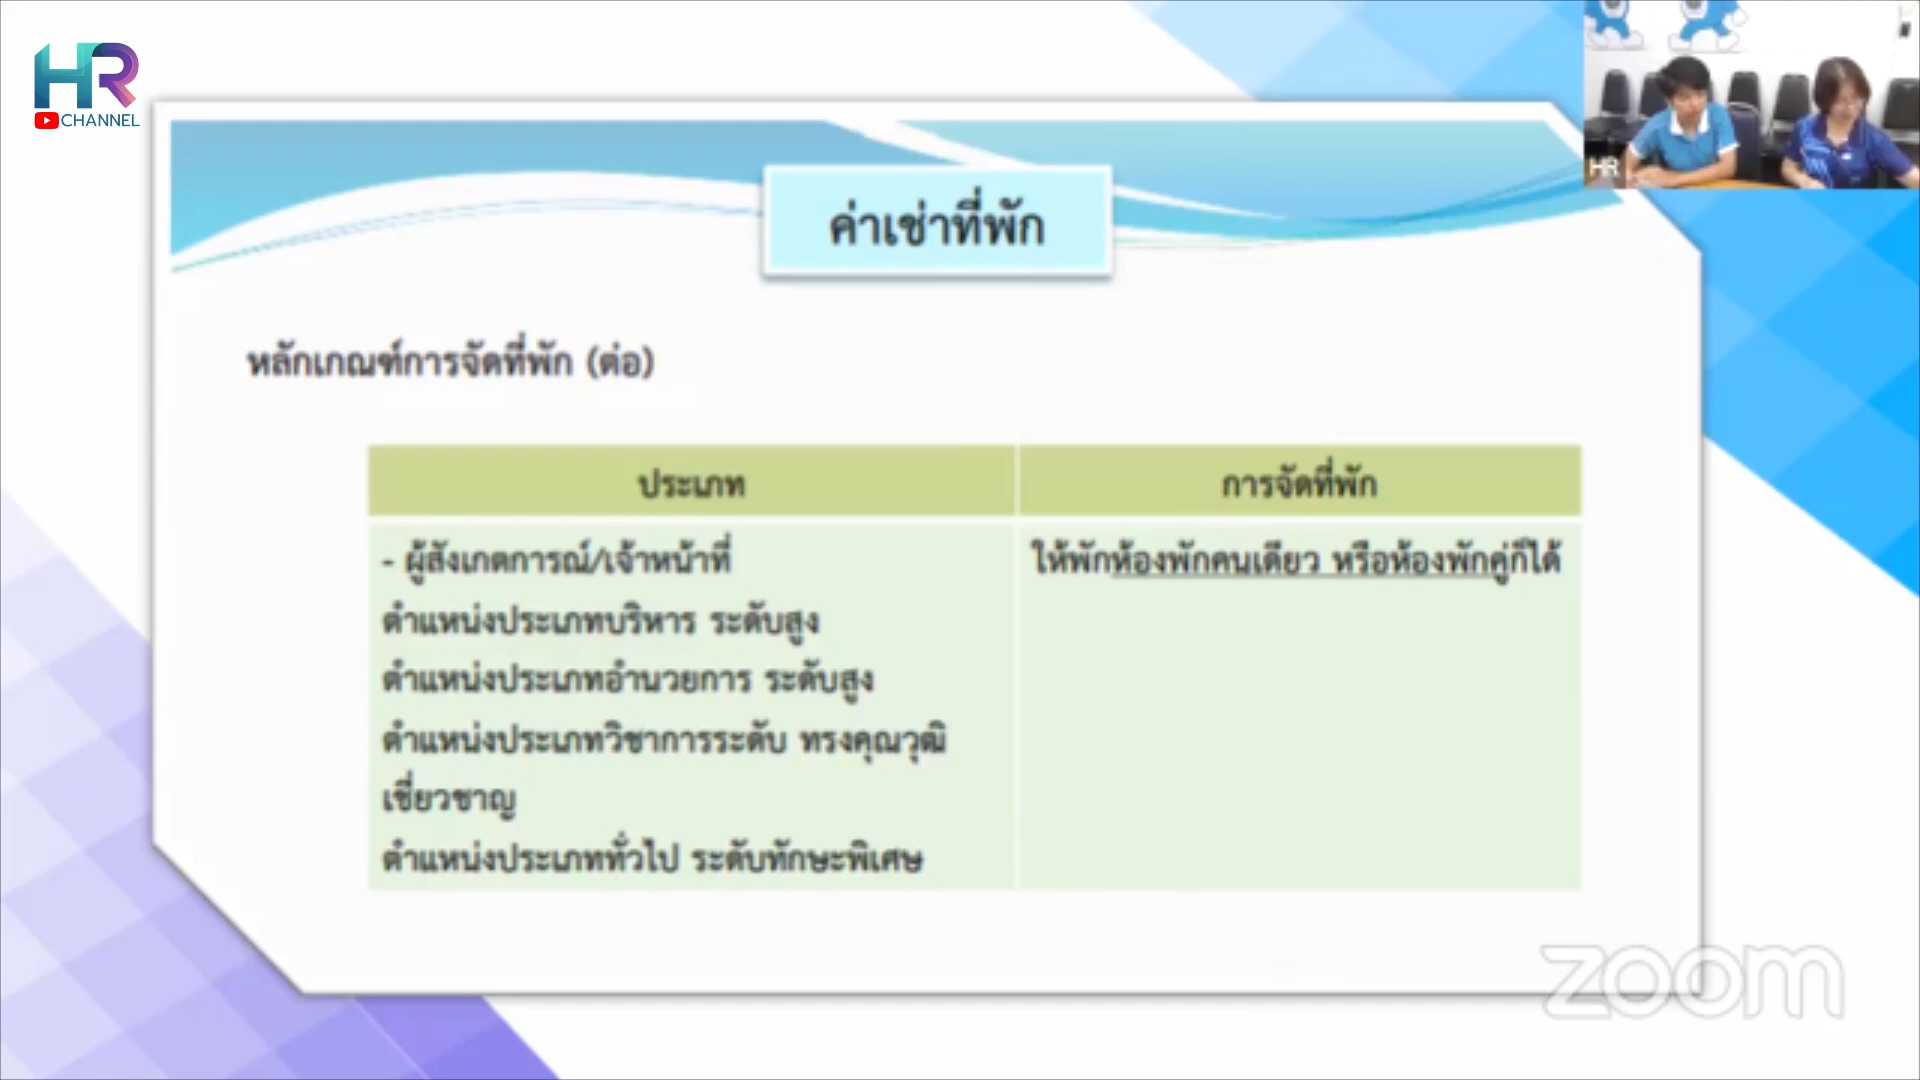 HR
CHANNEL
HR
ค่าเช่าที่พัก
หลักเกณฑ์การจัดที่พัก (ต่อ)
ประเภท
การจัดที่พัก
- ผู้สังเกตการณ์/เจ้าหน้าที่
ให้พักห้องพักคนเดียว หรือห้องพักคู่ก็ได้
ตำแหน่งประเภทบริหาร ระดับสูง
ตำแหน่งประเภทอำนวยการ ระดับสูง
ตำแหน่งประเภทวิชาการระดับ ทรงคุณวุฒิ
เชี่ยวชาญ
ตำแหน่งประเภททั่วไป ระดับทักษะพิเศษ
zoom